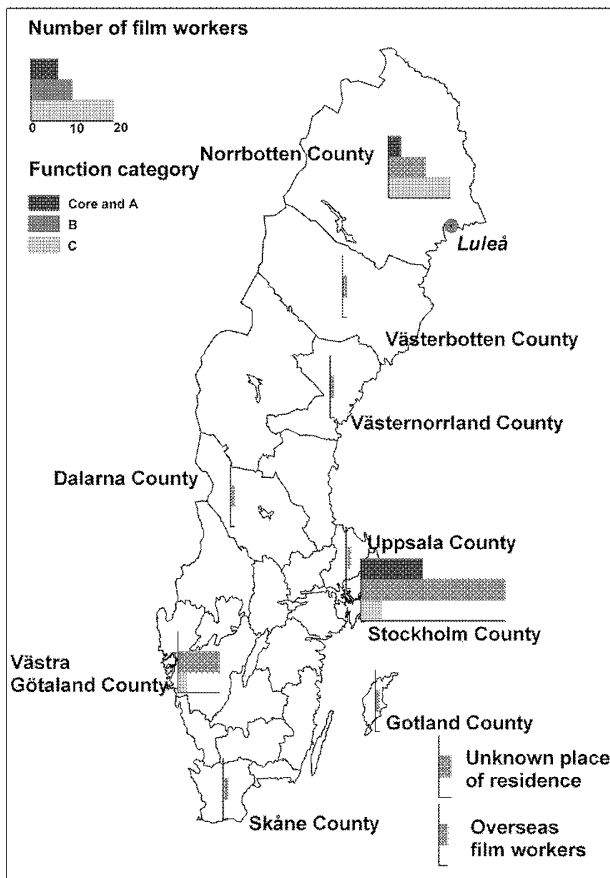 Number of film workers
0 10 20
Function category
Core and A
B
C
Norrbotten County
Luleå
Västerbotten County
Västernorrland County
Dalarna County
Uppsala County
Stockholm County
Västra
Götaland County
Gotland County
Unknown place
of residence
Skåne County
Overseas
film workers